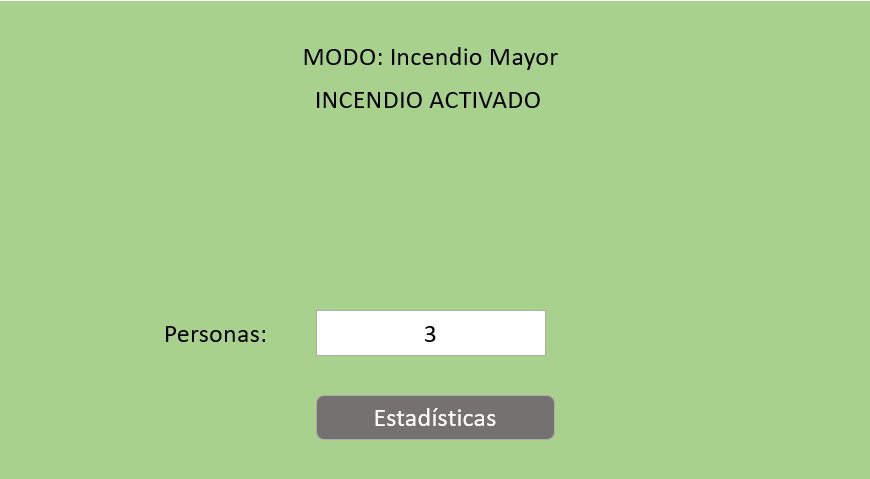 MODO: Incendio Mayor
INCENDIO ACTIVADO
Personas: 3
Estadísticas